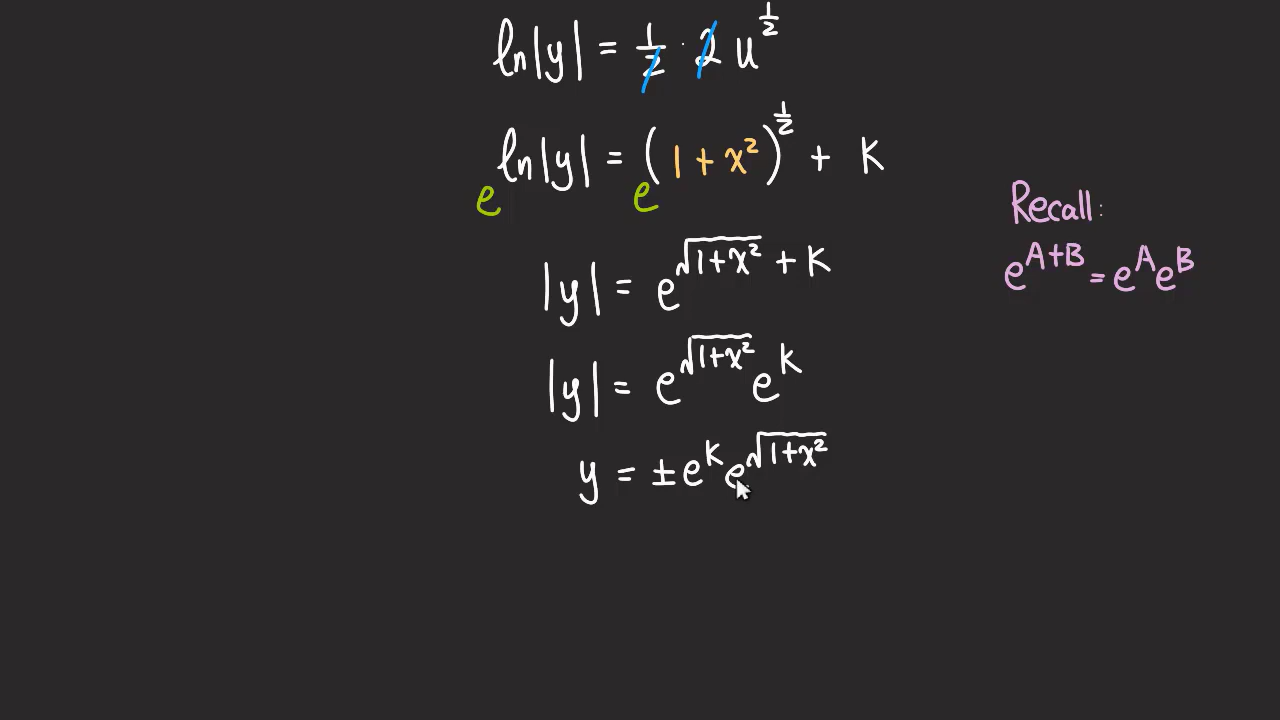 ln|y| = 1/2 · 2 u^(1/2)
ln|y| = (1 + x²)^(1/2) + K
e e
Recall:
|y| = e^(√(1+x²) + K)
e^(A+B) = e^A e^B
|y| = e^(√(1+x²)) e^K
y = ± e^K e^(√(1+x²))